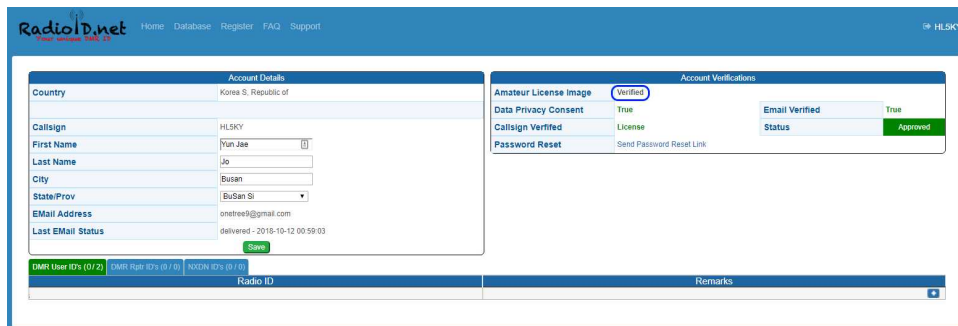 RadioID.net
Your unique DMR ID
Home Database Register FAQ Support
HL5KY
Account Details
Country Korea S, Republic of
Callsign HL5KY
First Name Yun Jae
Last Name Jo
City Busan
State/Prov BuSan Si
EMail Address onetree9@gmail.com
Last EMail Status delivered - 2018-10-12 00:59:03
Save
Account Verifications
Amateur License Image Verified
Data Privacy Consent True Email Verified True
Callsign Verfifed License Status Approved
Password Reset Send Password Reset Link
DMR User ID's (0 / 2) DMR Rptr ID's (0 / 0) NXDN ID's (0 / 0)
Radio ID Remarks